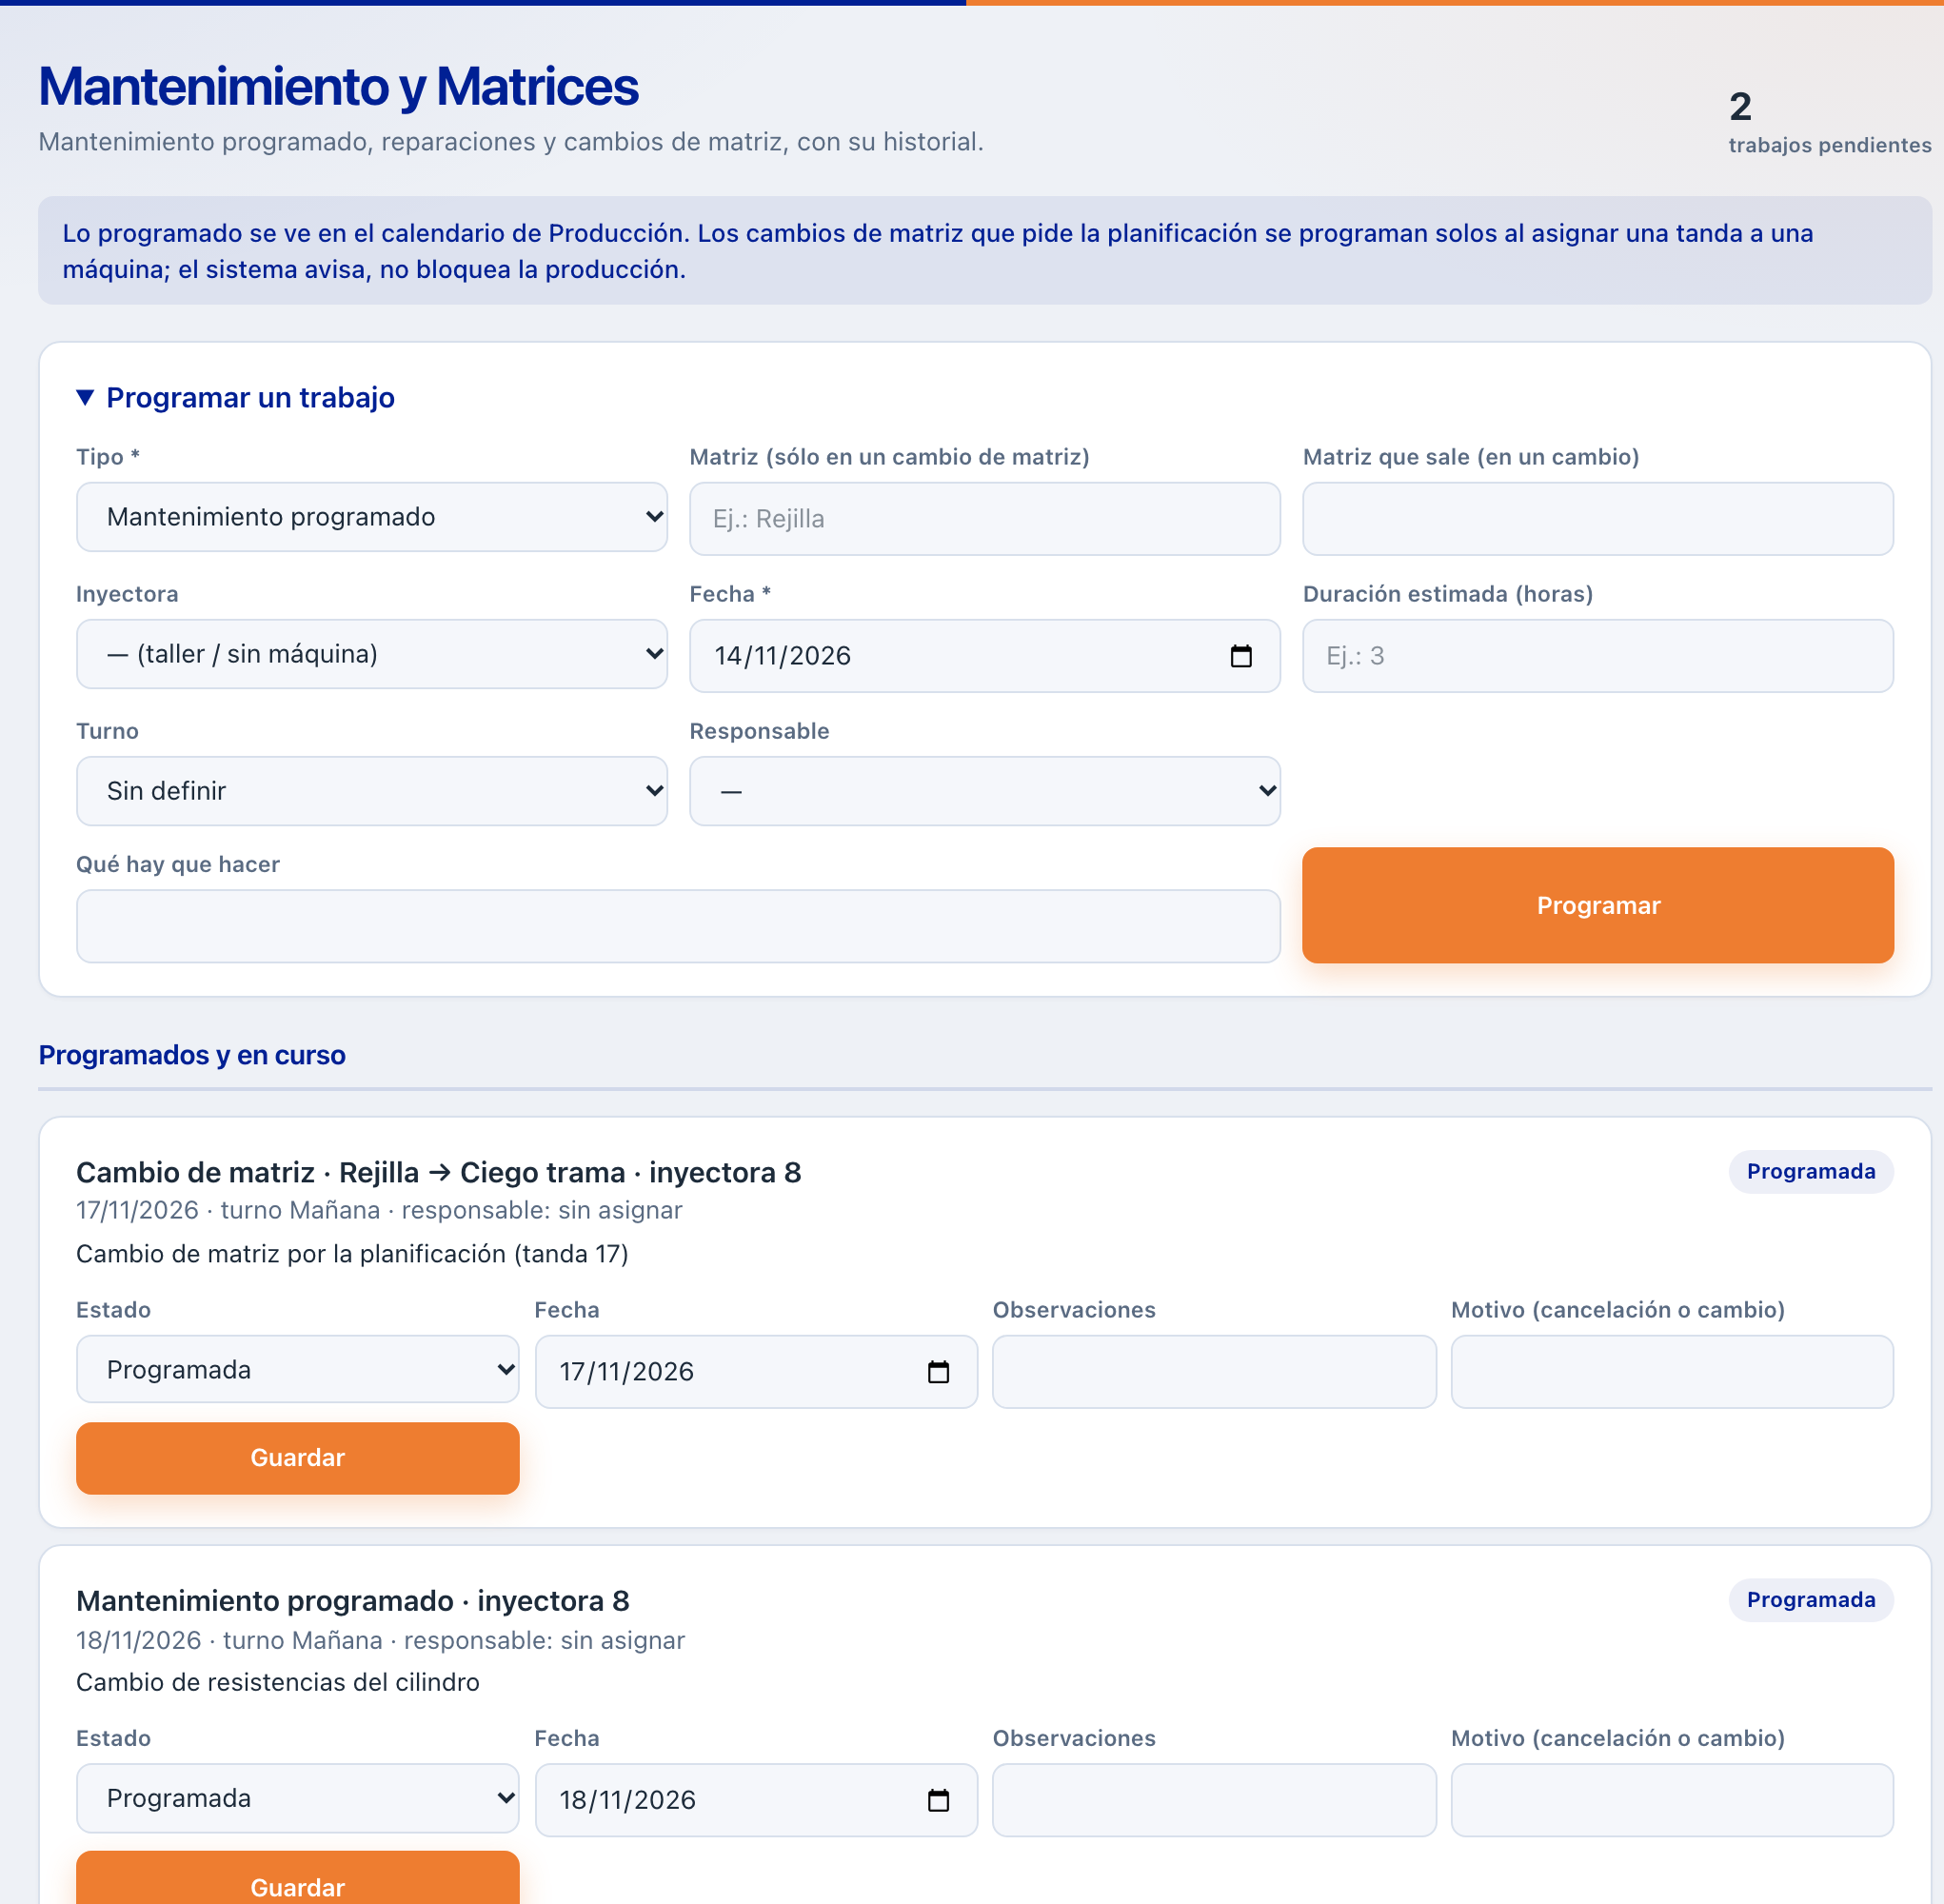 Mantenimiento y Matrices
Mantenimiento programado, reparaciones y cambios de matriz, con su historial.
2
trabajos pendientes
Lo programado se ve en el calendario de Producción. Los cambios de matriz que pide la planificación se programan solos al asignar una tanda a una
máquina; el sistema avisa, no bloquea la producción.
▼ Programar un trabajo
Tipo *
Matriz (sólo en un cambio de matriz)
Matriz que sale (en un cambio)
Mantenimiento programado
Ej.: Rejilla
Inyectora
Fecha *
Duración estimada (horas)
— (taller / sin máquina)
14/11/2026
Ej.: 3
Turno
Responsable
Sin definir
—
Qué hay que hacer
Programar
Programados y en curso
Cambio de matriz · Rejilla → Ciego trama · inyectora 8
Programada
17/11/2026 · turno Mañana · responsable: sin asignar
Cambio de matriz por la planificación (tanda 17)
Estado
Fecha
Observaciones
Motivo (cancelación o cambio)
Programada
17/11/2026
Guardar
Mantenimiento programado · inyectora 8
Programada
18/11/2026 · turno Mañana · responsable: sin asignar
Cambio de resistencias del cilindro
Estado
Fecha
Observaciones
Motivo (cancelación o cambio)
Programada
18/11/2026
Guardar